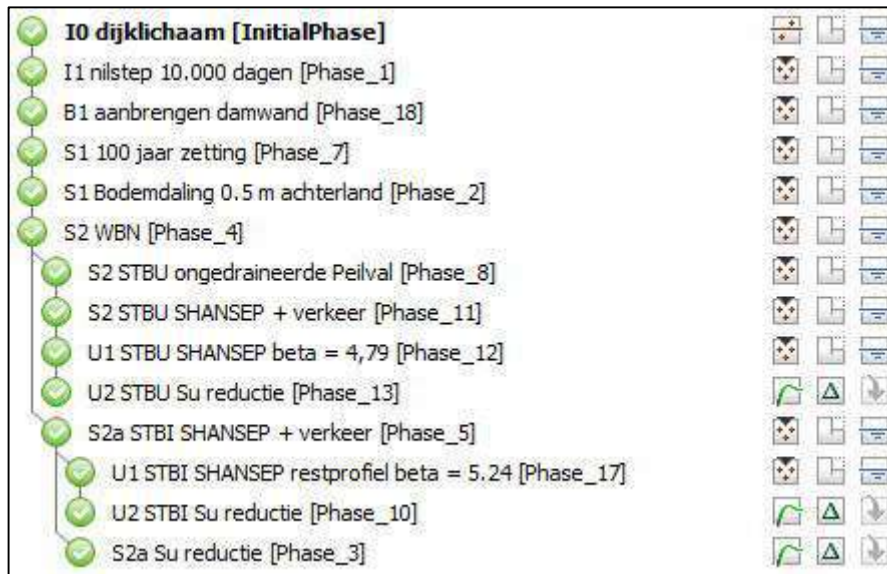 I0 dijklichaam [InitialPhase]
I1 nilstep 10.000 dagen [Phase_1]
B1 aanbrengen damwand [Phase_18]
S1 100 jaar zetting [Phase_7]
S1 Bodemdaling 0.5 m achterland [Phase_2]
S2 WBN [Phase_4]
S2 STBU ongedraineerde Peilval [Phase_8]
S2 STBU SHANSEP + verkeer [Phase_11]
U1 STBU SHANSEP beta = 4,79 [Phase_12]
U2 STBU Su reductie [Phase_13]
S2a STBI SHANSEP + verkeer [Phase_5]
U1 STBI SHANSEP restprofiel beta = 5.24 [Phase_17]
U2 STBI Su reductie [Phase_10]
S2a Su reductie [Phase_3]